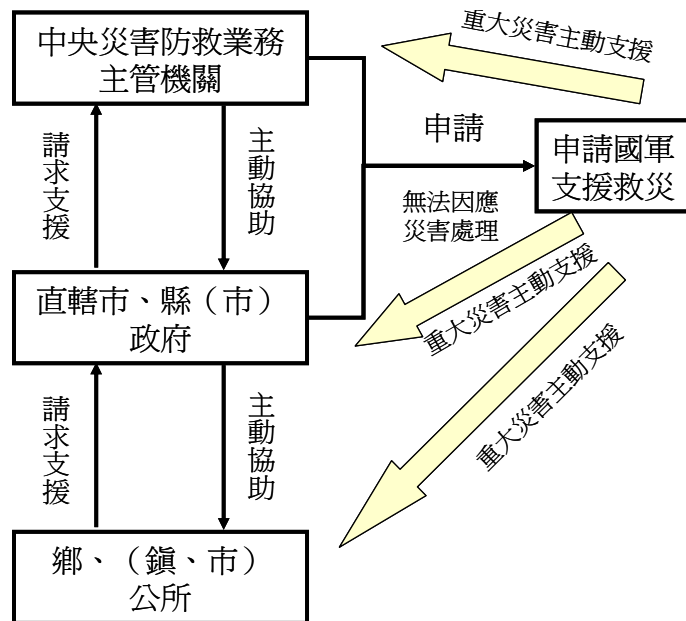 中央災害防救業務
主管機關
重大災害主動支援
請求支援
主動協助
申請
申請國軍
支援救災
無法因應
災害處理
直轄市、縣（市）
政府
重大災害主動支援
重大災害主動支援
請求支援
主動協助
鄉、（鎮、市）
公所